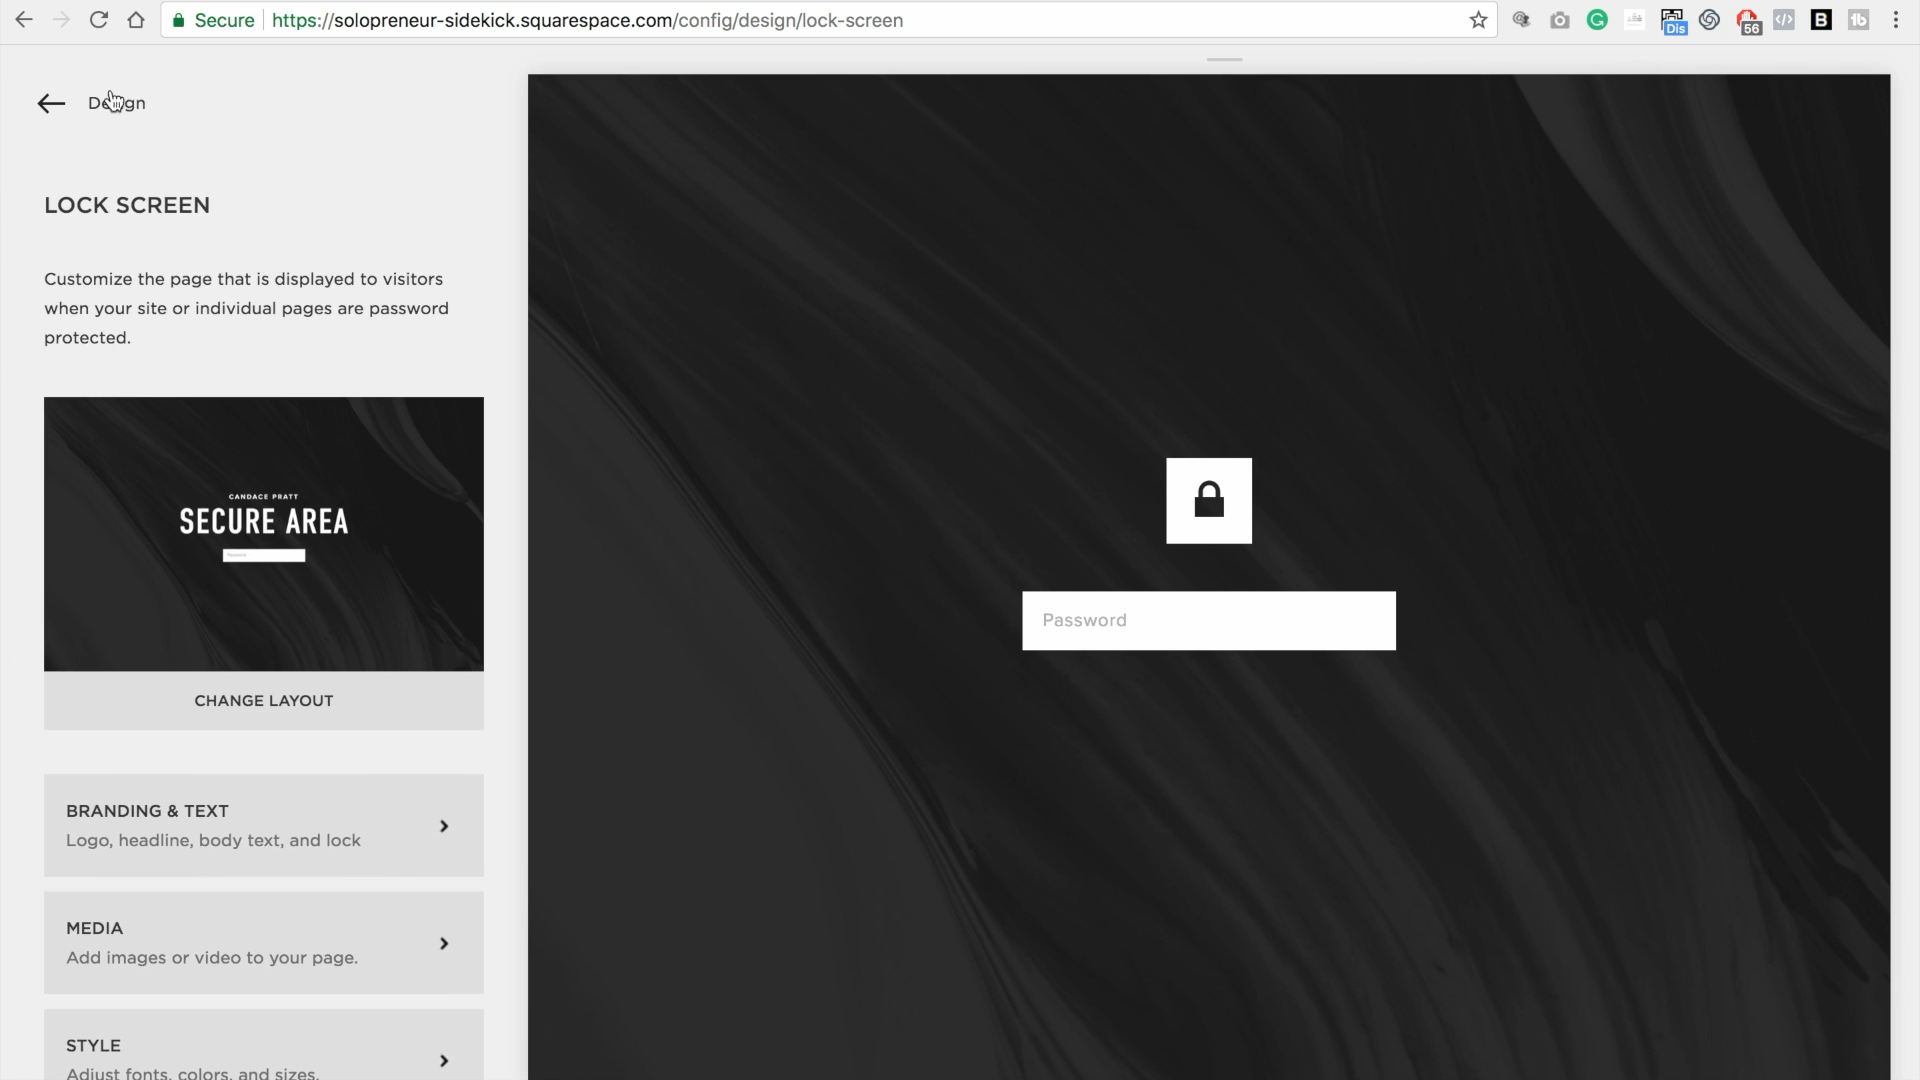 Secure https://solopreneur-sidekick.squarespace.com/config/design/lock-screen
Dis
56
B
Design
LOCK SCREEN
Customize the page that is displayed to visitors
when your site or individual pages are password
protected.
CANDACE PRATT
SECURE AREA
Password
CHANGE LAYOUT
BRANDING & TEXT
Logo, headline, body text, and lock
MEDIA
Add images or video to your page.
STYLE
Adjust fonts, colors, and sizes.
Password